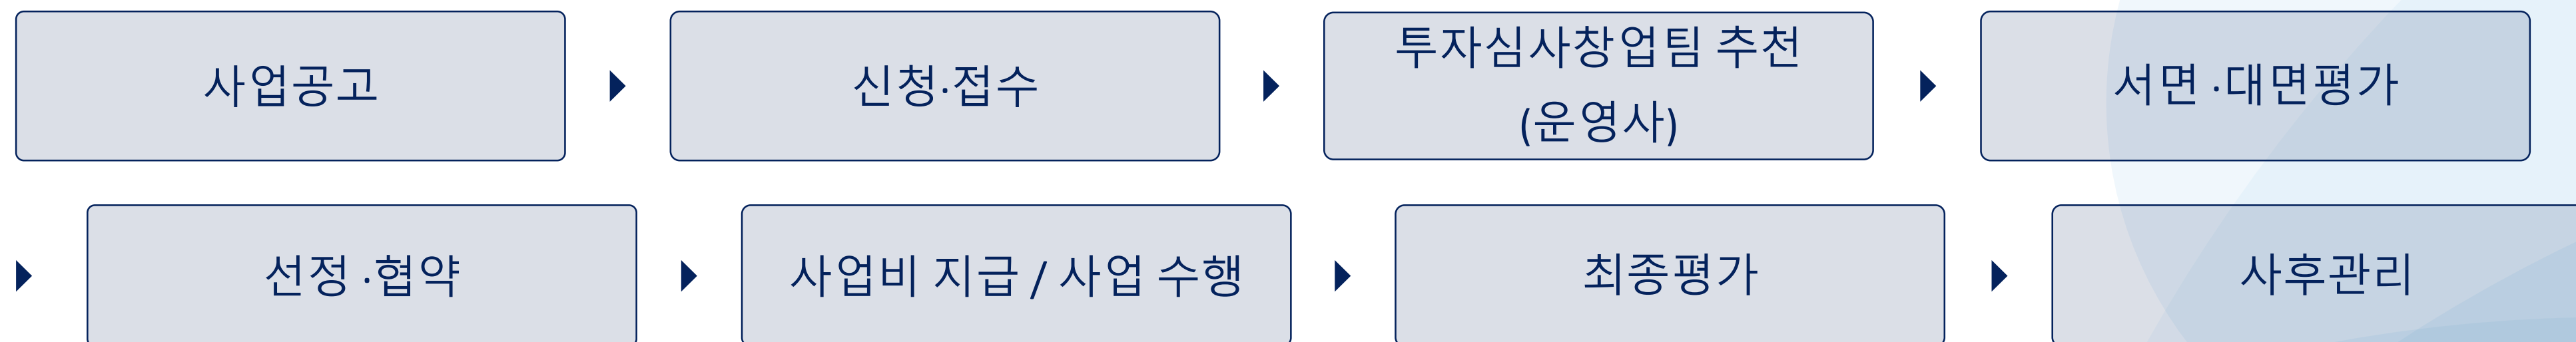 사업공고
신청·접수
투자심사창업팀 추천
(운영사)
서면 ·대면평가
선정 ·협약
사업비 지급 / 사업 수행
최종평가
사후관리